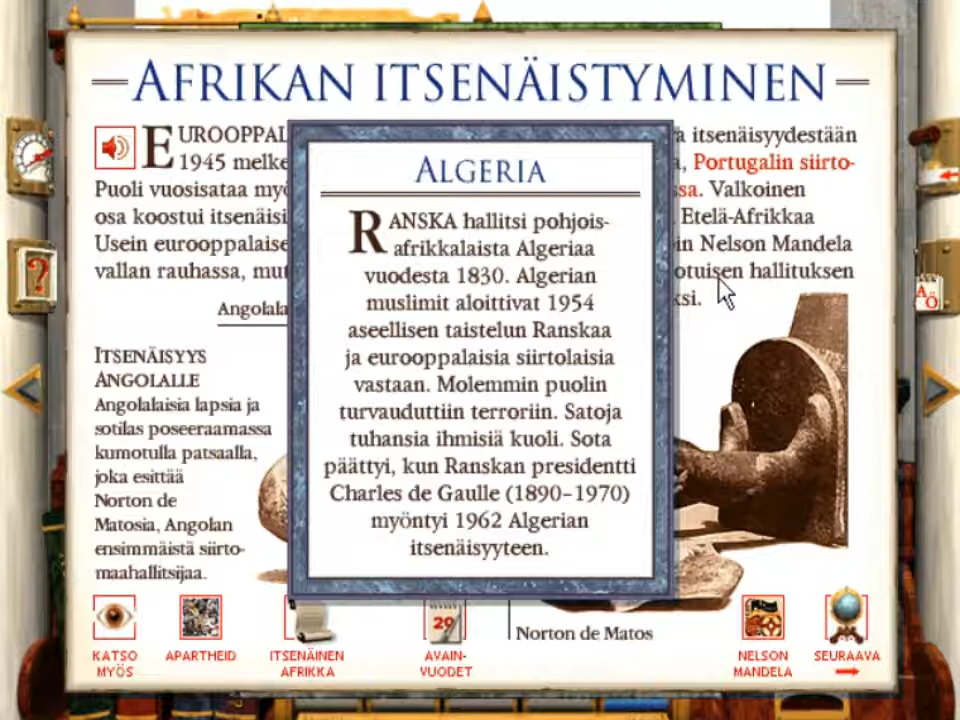 AFRIKAN ITSENÄISTYMINEN
EUROOPPAL
1945 melke
Puoli vuosisataa myö
osa koostui itsenäisi
Usein eurooppalaise
vallan rauhassa, mut
a itsenäisyydestään
Portugalin siirto-
sa. Valkoinen
Etelä-Afrikkaa
in Nelson Mandela
otuisen hallituksen
ksi.
ALGERIA
RANSKA hallitsi pohjois-
afrikkalaista Algeriaa
vuodesta 1830. Algerian
muslimit aloittivat 1954
aseellisen taistelun Ranskaa
ja eurooppalaisia siirtolaisia
vastaan. Molemmin puolin
turvauduttiin terroriin. Satoja
tuhansia ihmisiä kuoli. Sota
päättyi, kun Ranskan presidentti
Charles de Gaulle (1890–1970)
myöntyi 1962 Algerian
itsenäisyyteen.
Angolala
ITSENÄISYYS
ANGOLALLE
Angolalaisia lapsia ja
sotilas poseeraamassa
kumotulla patsaalla,
joka esittää
Norton de
Matosia, Angolan
ensimmäistä siirto-
maahallitsijaa.
Norton de Matos
KATSO
MYÖS
APARTHEID
ITSENÄINEN
AFRIKKA
29
AVAIN-
VUODET
NELSON
MANDELA
SEURAAVA
?
A Ö